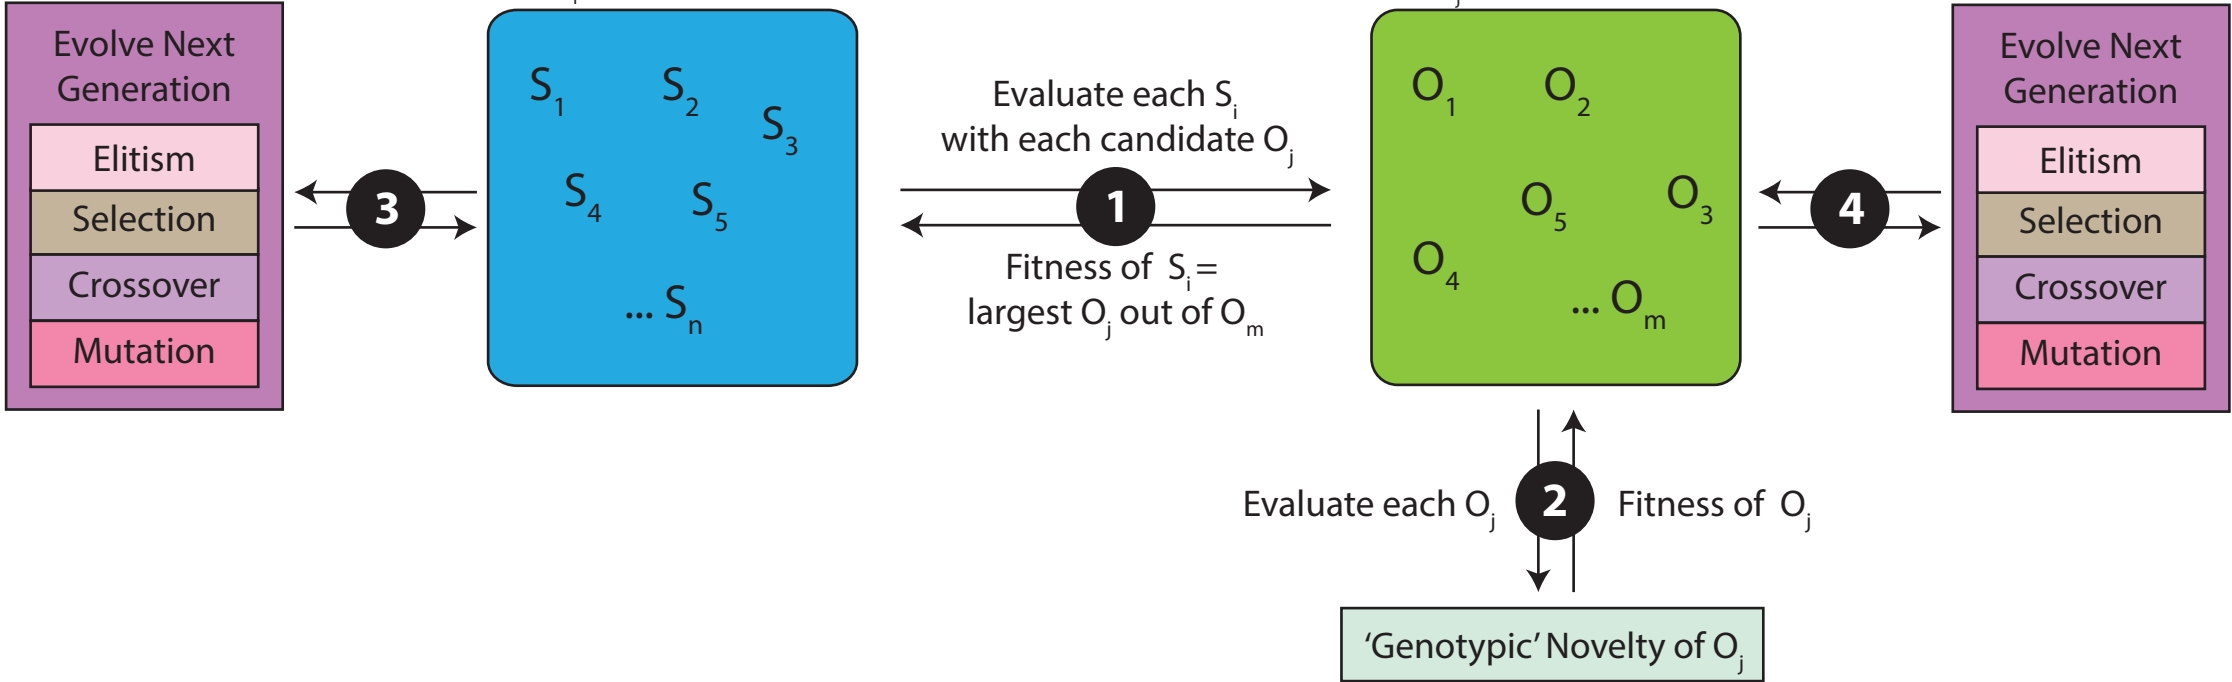 Evolve Next
Generation
Elitism
Selection
Crossover
Mutation
3
S1
S2
S3
S4
S5
... Sn
Evaluate each Si
with each candidate Oj
1
Fitness of Si =
largest Oj out of Om
O1
O2
O5
O3
O4
... Om
4
Evolve Next
Generation
Elitism
Selection
Crossover
Mutation
Evaluate each Oj
2
Fitness of Oj
‘Genotypic’ Novelty of Oj